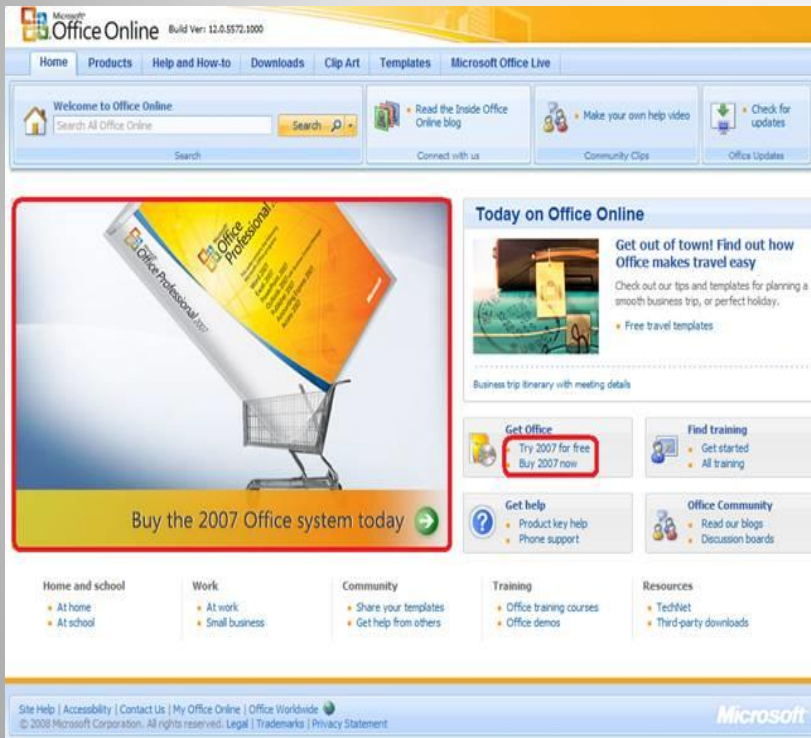 Microsoft
Office Online Build Ver: 12.0.5572.1000
Home Products Help and How-to Downloads Clip Art Templates Microsoft Office Live
Welcome to Office Online
Search All Office Online
Search
Search
Read the Inside Office
Online blog
Connect with us
Make your own help video
Community Clips
Check for
updates
Office Updates
Office Professional 2007
Office
Professional 2007
Microsoft
Buy the 2007 Office system today
Today on Office Online
Get out of town! Find out how
Office makes travel easy
Check out our tips and templates for planning a
smooth business trip, or perfect holiday.
Free travel templates
Business trip itinerary with meeting details
Get Office
Try 2007 for free
Buy 2007 now
Find training
Get started
All training
Get help
Product key help
Phone support
Office Community
Read our blogs
Discussion boards
Home and school
At home
At school
Work
At work
Small business
Community
Share your templates
Get help from others
Training
Office training courses
Office demos
Resources
TechNet
Third-party downloads
Site Help | Accessibility | Contact Us | My Office Online | Office Worldwide
© 2008 Microsoft Corporation. All rights reserved. Legal | Trademarks | Privacy Statement
Microsoft